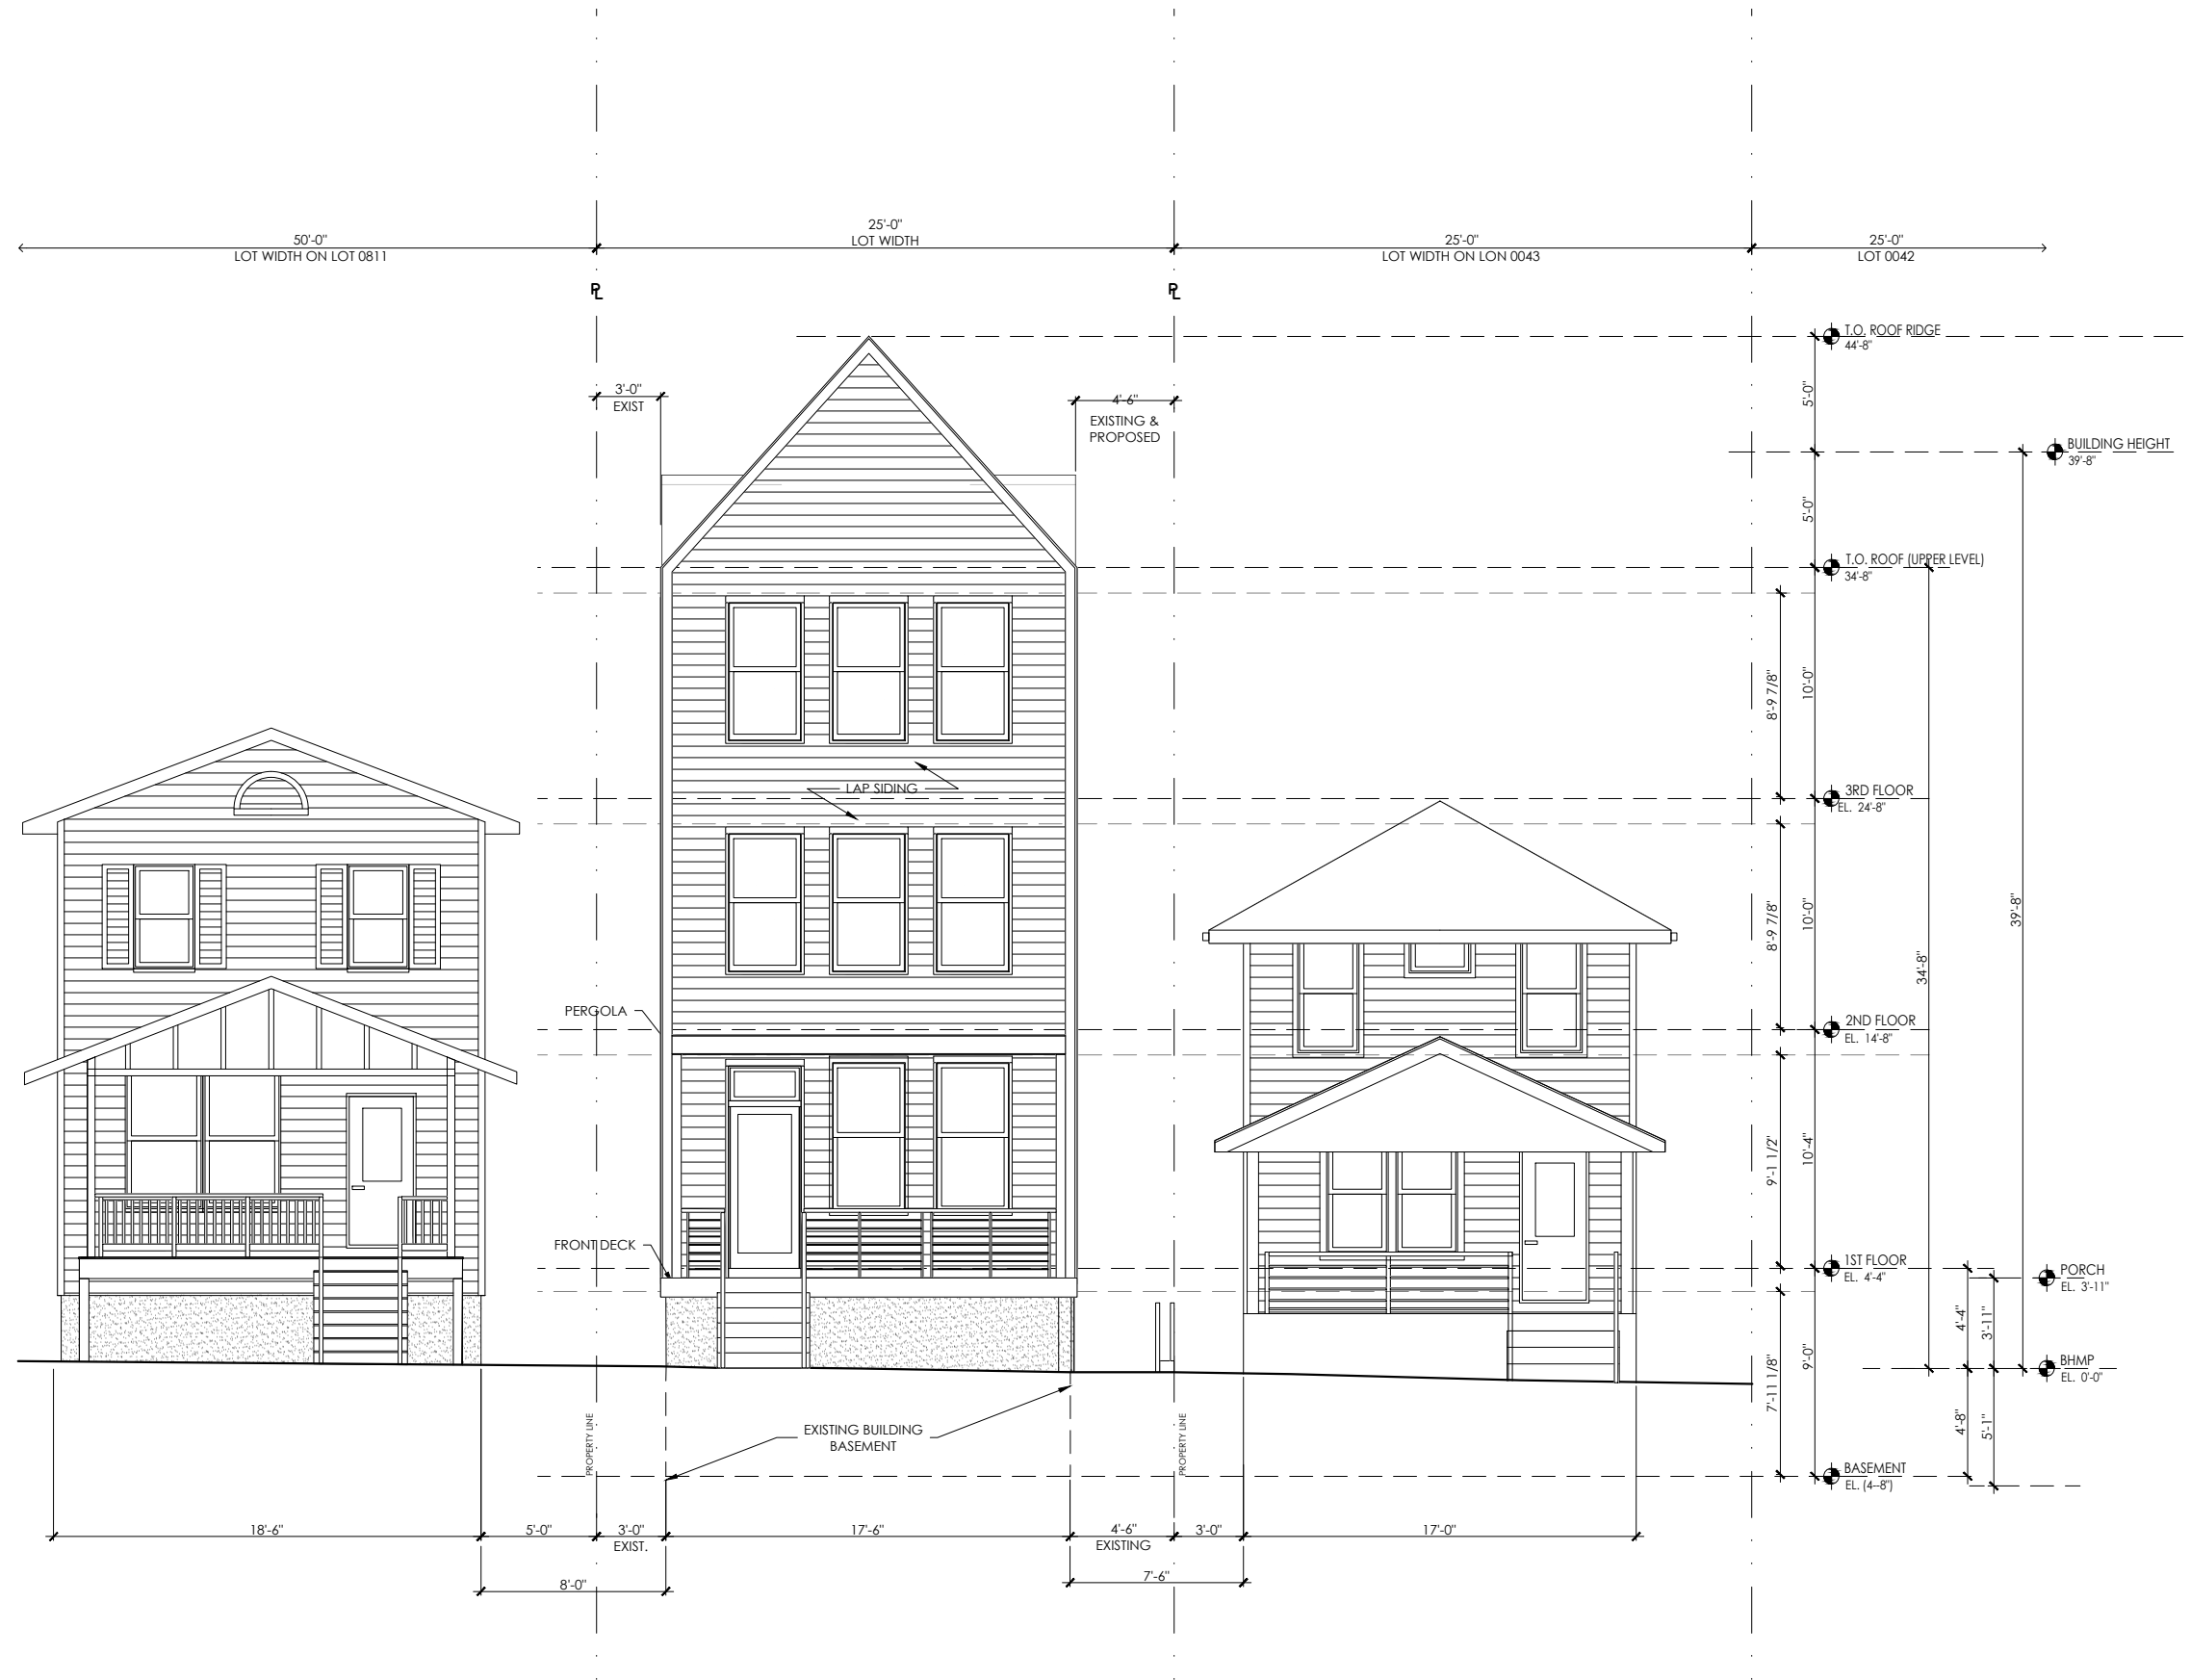 25'-0"
LOT WIDTH
50'-0"
LOT WIDTH ON LOT 0811
25'-0"
LOT WIDTH ON LON 0043
25'-0"
LOT 0042
PL
PL
T.O. ROOF RIDGE
44'-8"
3'-0"
EXIST
4'-6"
EXISTING &
PROPOSED
5'-0"
BUILDING HEIGHT
39'-8"
5'-0"
T.O. ROOF (UPPER LEVEL)
34'-8"
8'-9 7/8"
10'-0"
LAP SIDING
3RD FLOOR
EL. 24'-8"
8'-9 7/8"
10'-0"
39'-8"
34'-8"
PERGOLA
2ND FLOOR
EL. 14'-8"
9'-1 1/2"
10'-4"
FRONT DECK
1ST FLOOR
EL. 4'-4"
PORCH
EL. 3'-11"
4'-4"
3'-11"
BHMP
EL. 0'-0"
7'-11 1/8"
9'-0"
4'-8"
5'-1"
PROPERTY LINE
EXISTING BUILDING
BASEMENT
PROPERTY LINE
BASEMENT
EL. (4--8")
18'-6"
5'-0"
3'-0"
EXIST.
17'-6"
4'-6"
EXISTING
3'-0"
17'-0"
8'-0"
7'-6"